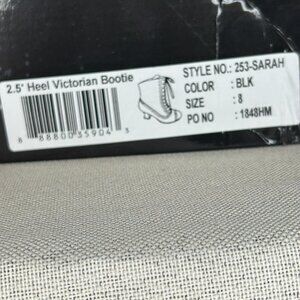 2.5' Heel Victorian Bootie
STYLE NO.: 253-SARAH
COLOR : BLK
SIZE : 8
PO NO : 1848HM
8 88800 35904 3